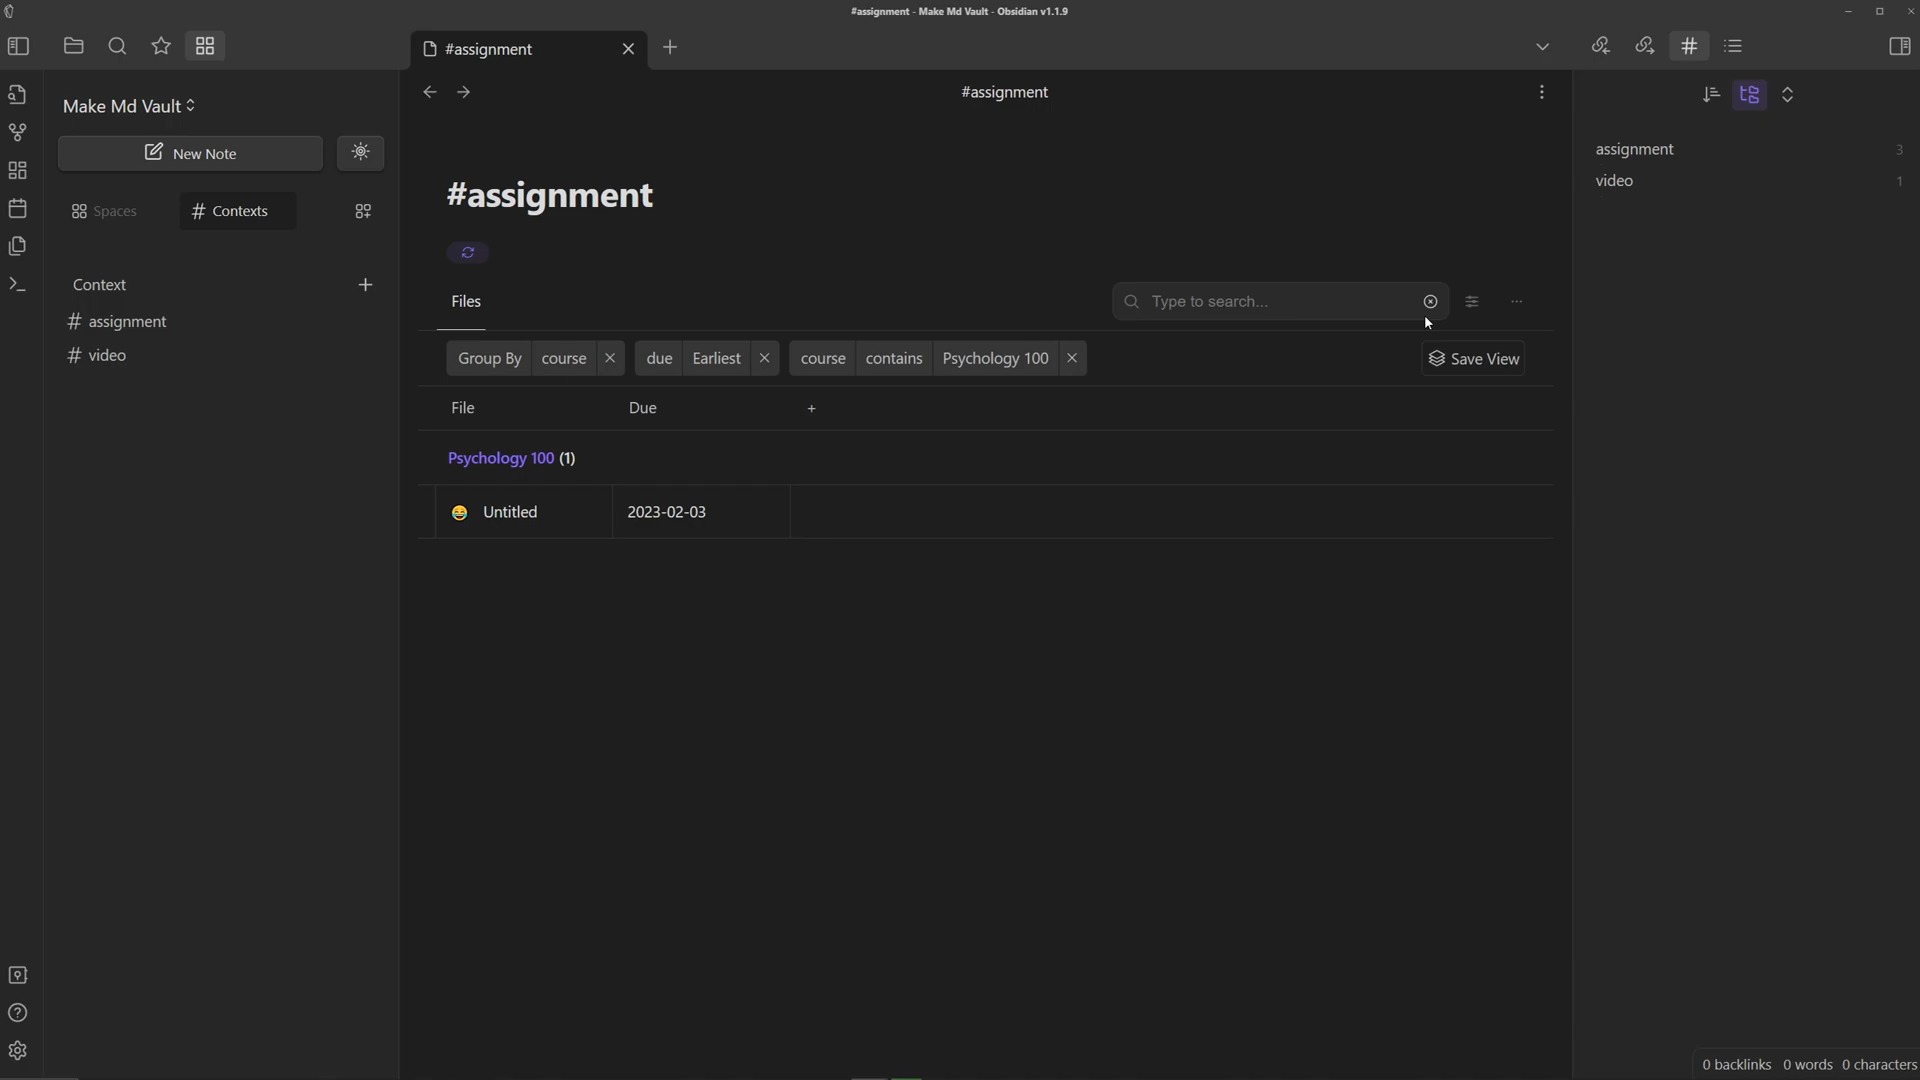 #assignment - Make Md Vault - Obsidian v1.1.9
#assignment
#assignment
Make Md Vault
New Note
Spaces
Contexts
Context
assignment
video
#assignment
Files
Type to search...
Group By course
due Earliest
course contains Psychology 100
Save View
File Due +
Psychology 100 (1)
Untitled 2023-02-03
assignment 3
video 1
0 backlinks 0 words 0 characters